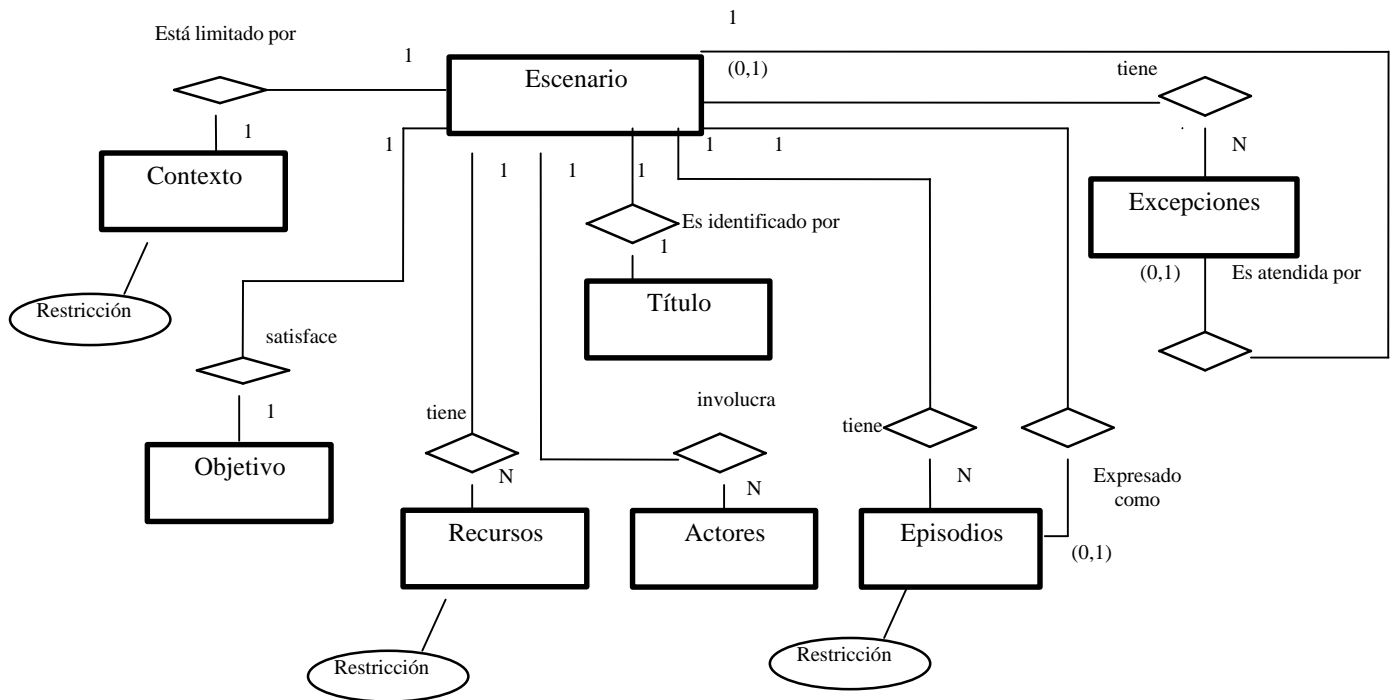 1
Está limitado por
1
Escenario
(0,1)
tiene
1
1
1
1
N
Contexto
1
1
1
Excepciones
Es identificado por
1
(0,1)
Es atendida por
Restricción
Título
satisface
involucra
1
tiene
tiene
Objetivo
N
N
N
Expresado
como
Recursos
Actores
Episodios
(0,1)
Restricción
Restricción